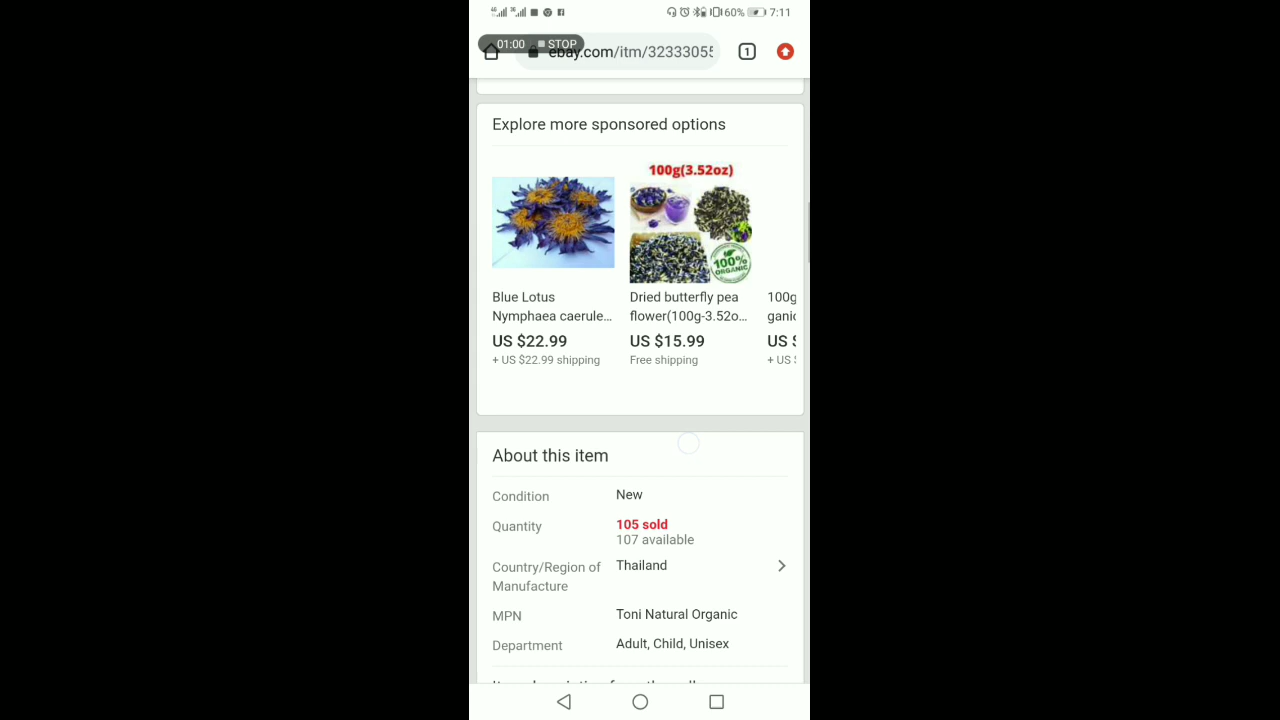 60% 7:11
01:00 STOP
ebay.com/itm/32333055
1
Explore more sponsored options
100g(3.52oz)
100%
ORGANIC
Blue Lotus
Nymphaea caerule...
US $22.99
+ US $22.99 shipping
Dried butterfly pea
flower(100g-3.52o...
US $15.99
Free shipping
100g
ganic
US $
+ US
About this item
Condition New
Quantity 105 sold
107 available
Country/Region of Manufacture Thailand
MPN Toni Natural Organic
Department Adult, Child, Unisex